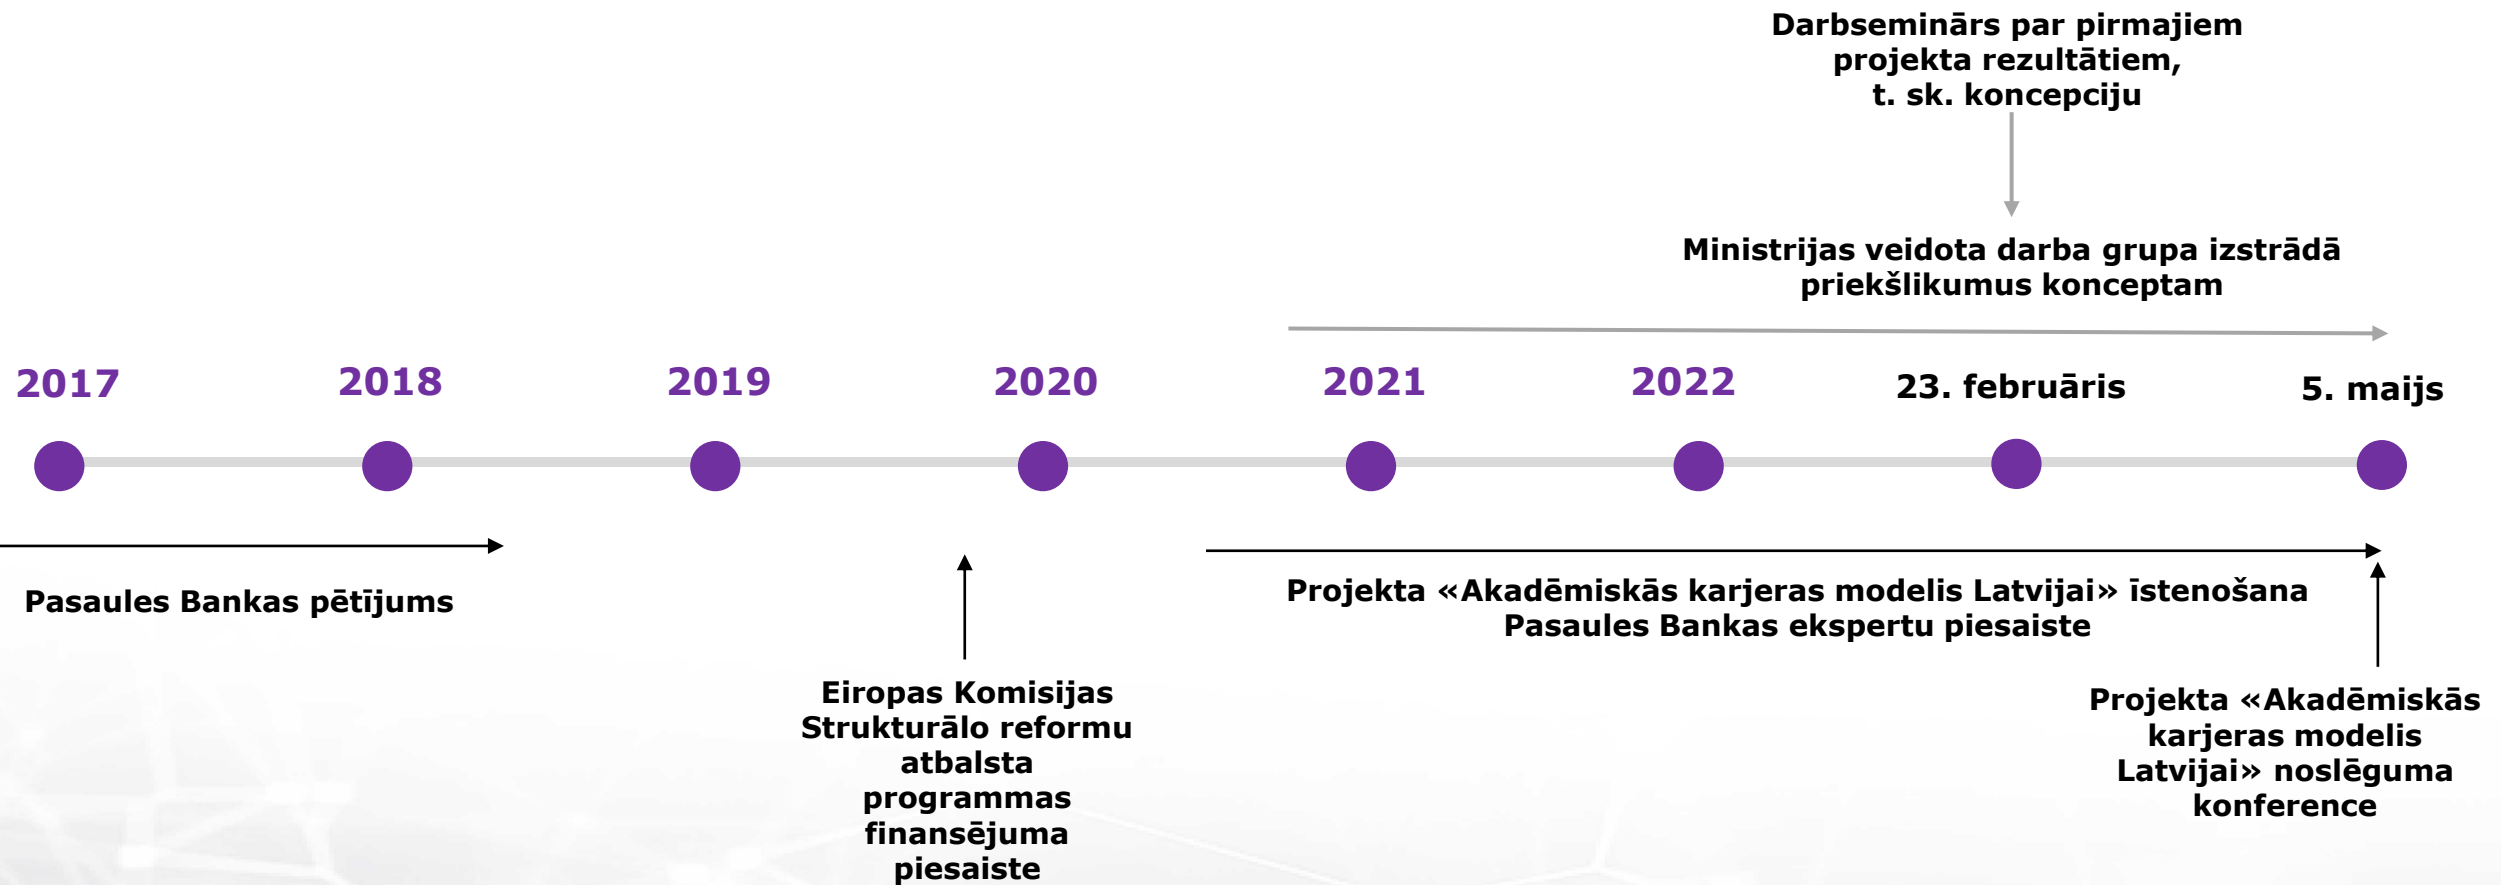 Darbseminārs par pirmajiem
projekta rezultātiem,
t. sk. koncepciju
Ministrijas veidota darba grupa izstrādā
priekšlikumus konceptam
2017
2018
2019
2020
2021
2022
23. februāris
5. maijs
Pasaules Bankas pētījums
Eiropas Komisijas
Strukturālo reformu
atbalsta
programmas
finansējuma
piesaiste
Projekta «Akadēmiskās karjeras modelis Latvijai» īstenošana
Pasaules Bankas ekspertu piesaiste
Projekta «Akadēmiskās
karjeras modelis
Latvijai» noslēguma
konference